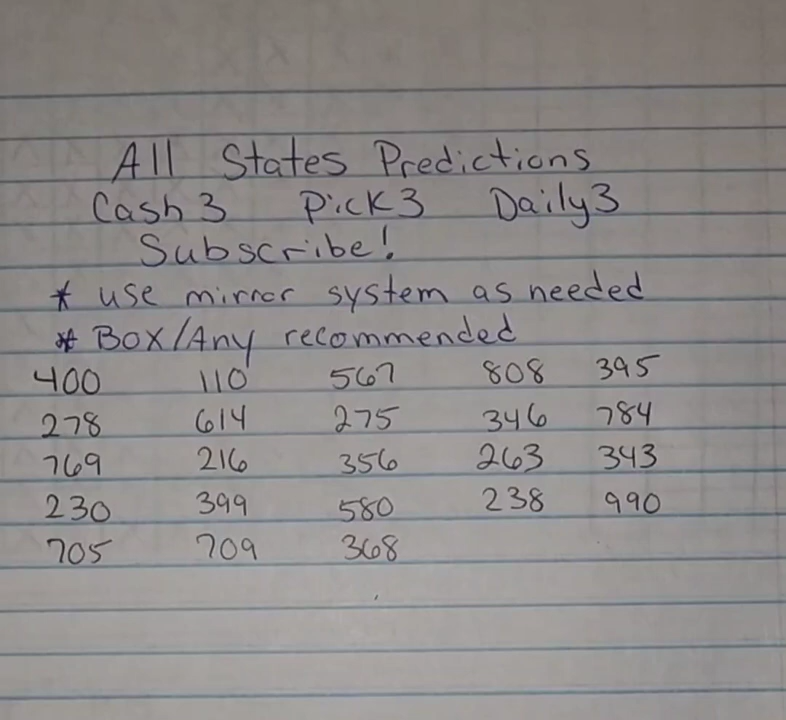 All States Predictions
Cash 3 Pick 3 Daily 3
Subscribe!
* use mirror system as needed
* Box/Any recommended
400 110 567 808 395
278 614 275 346 784
769 216 356 263 343
230 399 580 238 990
705 709 368